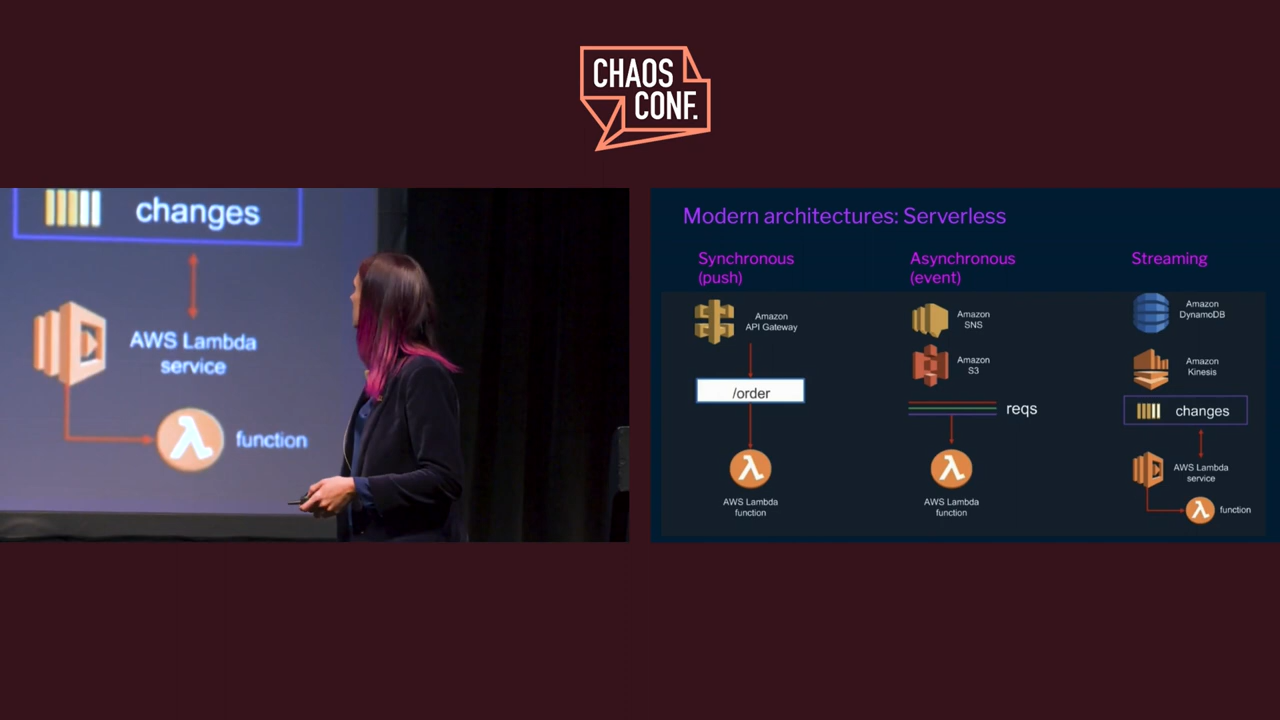 CHAOS
CONF.
changes
AWS Lambda
service
function
Modern architectures: Serverless
Synchronous
(push)
Amazon
API Gateway
/order
AWS Lambda
function
Asynchronous
(event)
Amazon
SNS
Amazon
S3
reqs
AWS Lambda
function
Streaming
Amazon
DynamoDB
Amazon
Kinesis
changes
AWS Lambda
service
function